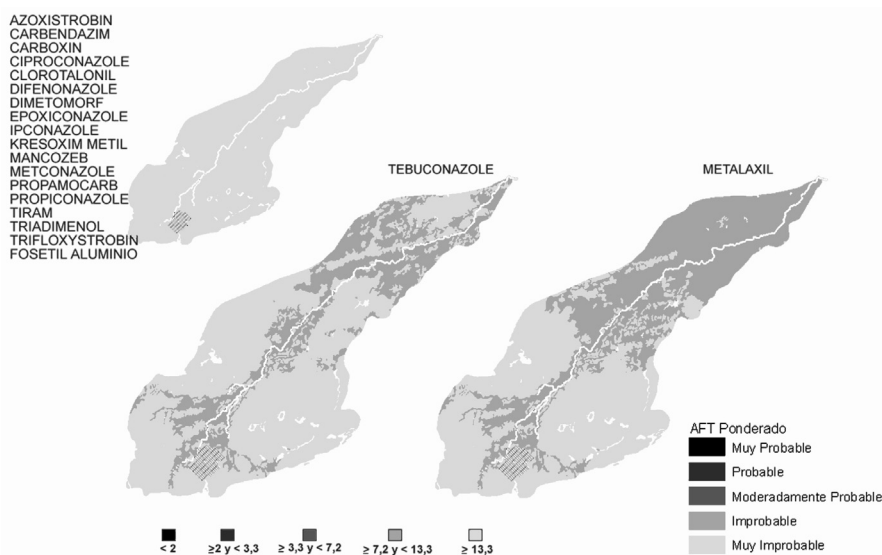 AZOXISTROBIN
CARBENDAZIM
CARBOXIN
CIPROCONAZOLE
CLOROTALONIL
DIFENONAZOLE
DIMETOMORF
EPOXICONAZOLE
IPCONAZOLE
KRESOXIM METIL
MANCOZEB
METCONAZOLE
PROPAMOCARB
PROPICONAZOLE
TIRAM
TRIADIMENOL
TRIFLOXYSTROBIN
FOSETIL ALUMINIO
TEBUCONAZOLE
METALAXIL
AFT Ponderado
Muy Probable
Probable
Moderadamente Probable
Improbable
Muy Improbable
< 2
≥2 y < 3,3
≥ 3,3 y < 7,2
≥ 7,2 y < 13,3
≥ 13,3